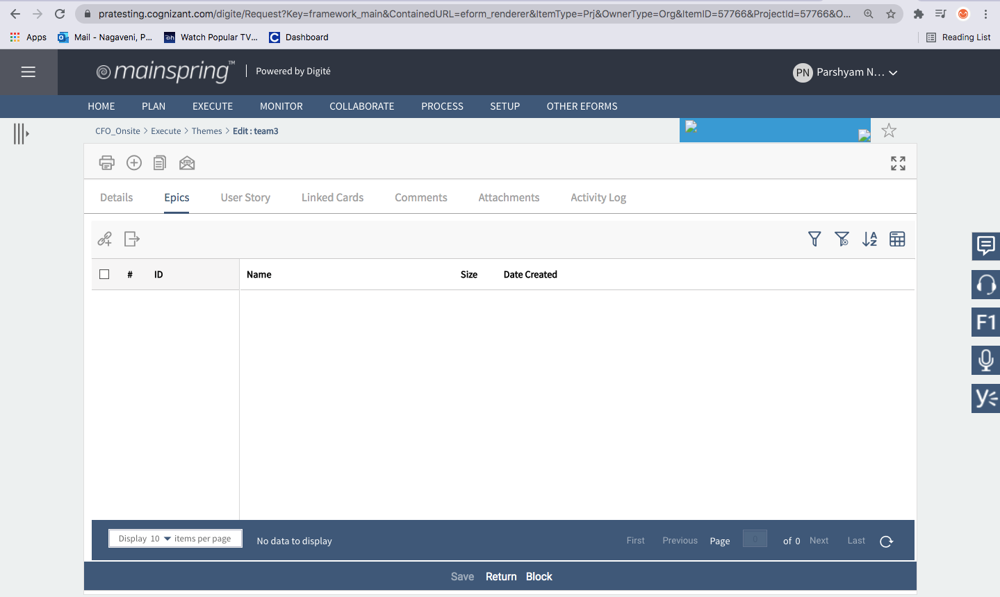 pratesting.cognizant.com/digite/Request?Key=framework_main&ContainedURL=eform_renderer&ItemType=Prj&OwnerType=Org&ItemID=57766&ProjectId=57766&O...
Apps Mail - Nagaveni, P... Watch Popular TV... Dashboard Reading List
mainspring™ Powered by Digité PN Parshyam N...
HOME PLAN EXECUTE MONITOR COLLABORATE PROCESS SETUP OTHER EFORMS
CFO_Onsite > Execute > Themes > Edit : team3
Details Epics User Story Linked Cards Comments Attachments Activity Log
# ID Name Size Date Created
F1
Display 10 items per page No data to display First Previous Page 0 of 0 Next Last
Save Return Block